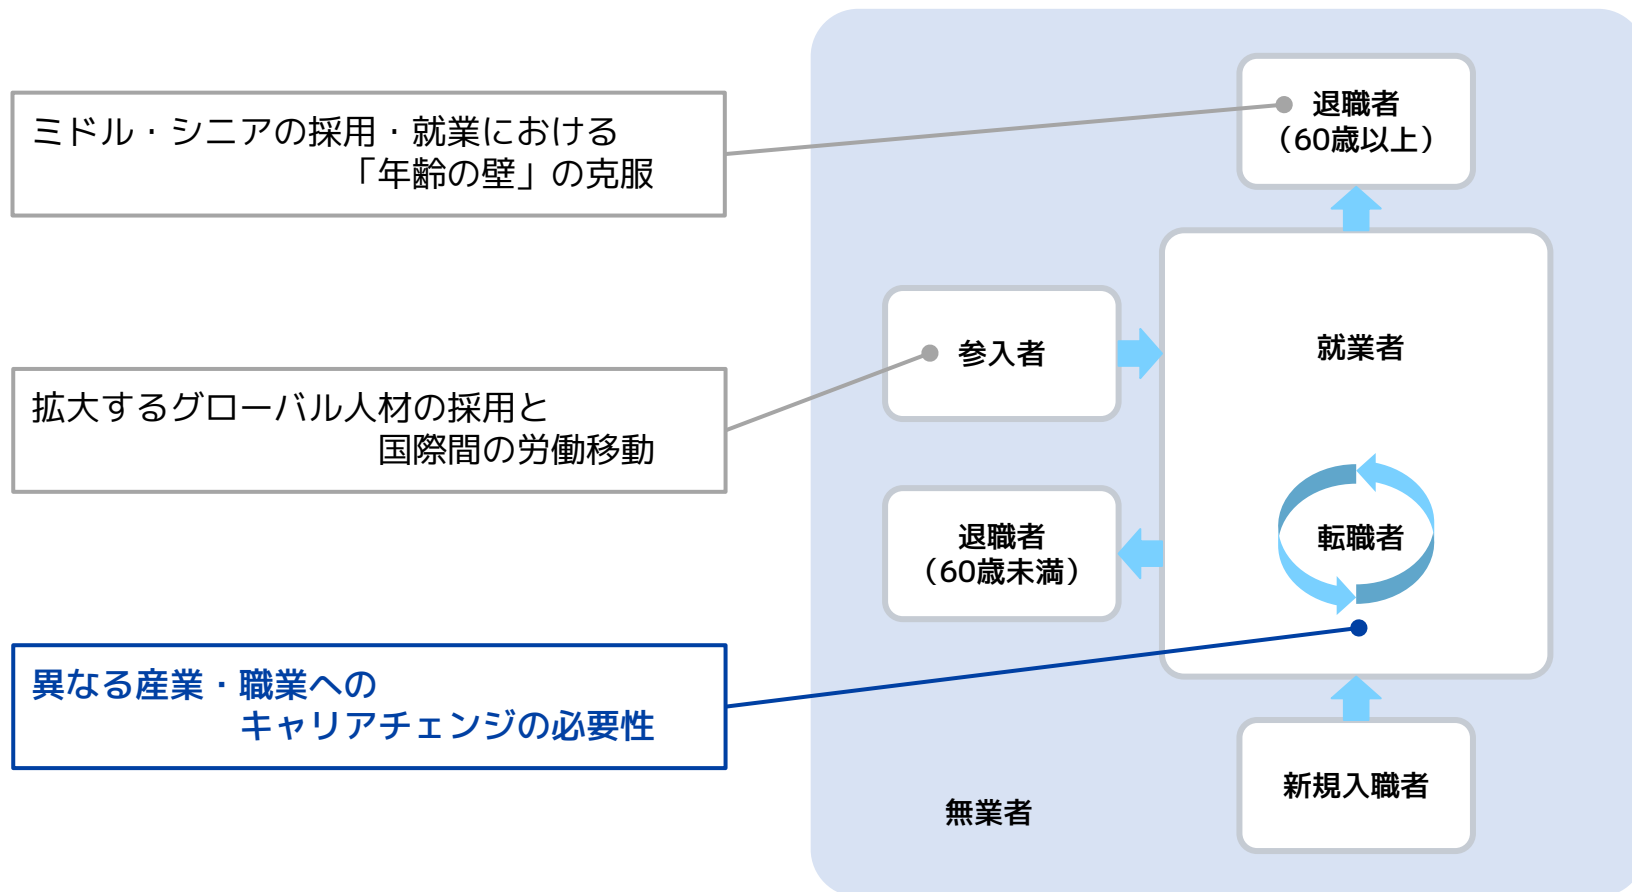 ミドル・シニアの採用・就業における
「年齢の壁」の克服
拡大するグローバル人材の採用と
国際間の労働移動
異なる産業・職業への
キャリアチェンジの必要性
退職者
（60歳以上）
参入者
就業者
退職者
（60歳未満）
転職者
新規入職者
無業者